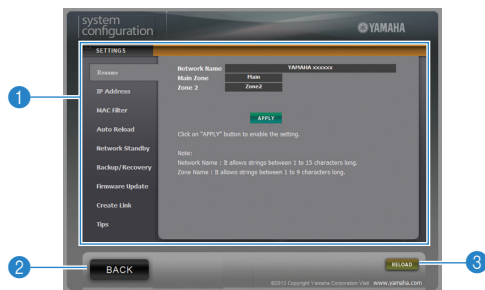 system
configuration
YAMAHA
SETTINGS
Rename
IP Address
MAC Filter
Auto Reload
Network Standby
Backup/Recovery
Firmware Update
Create Link
Tips
Network Name YAMAHA xxxxxx
Main Zone Main
Zone 2 Zone2
APPLY
Click on "APPLY" button to enable the setting.
Note:
Network Name : It allows strings between 1 to 15 characters long.
Zone Name : It allows strings between 1 to 9 characters long.
1
2
BACK
RELOAD
3
©2013 Copyright Yamaha Corporation Visit www.yamaha.com